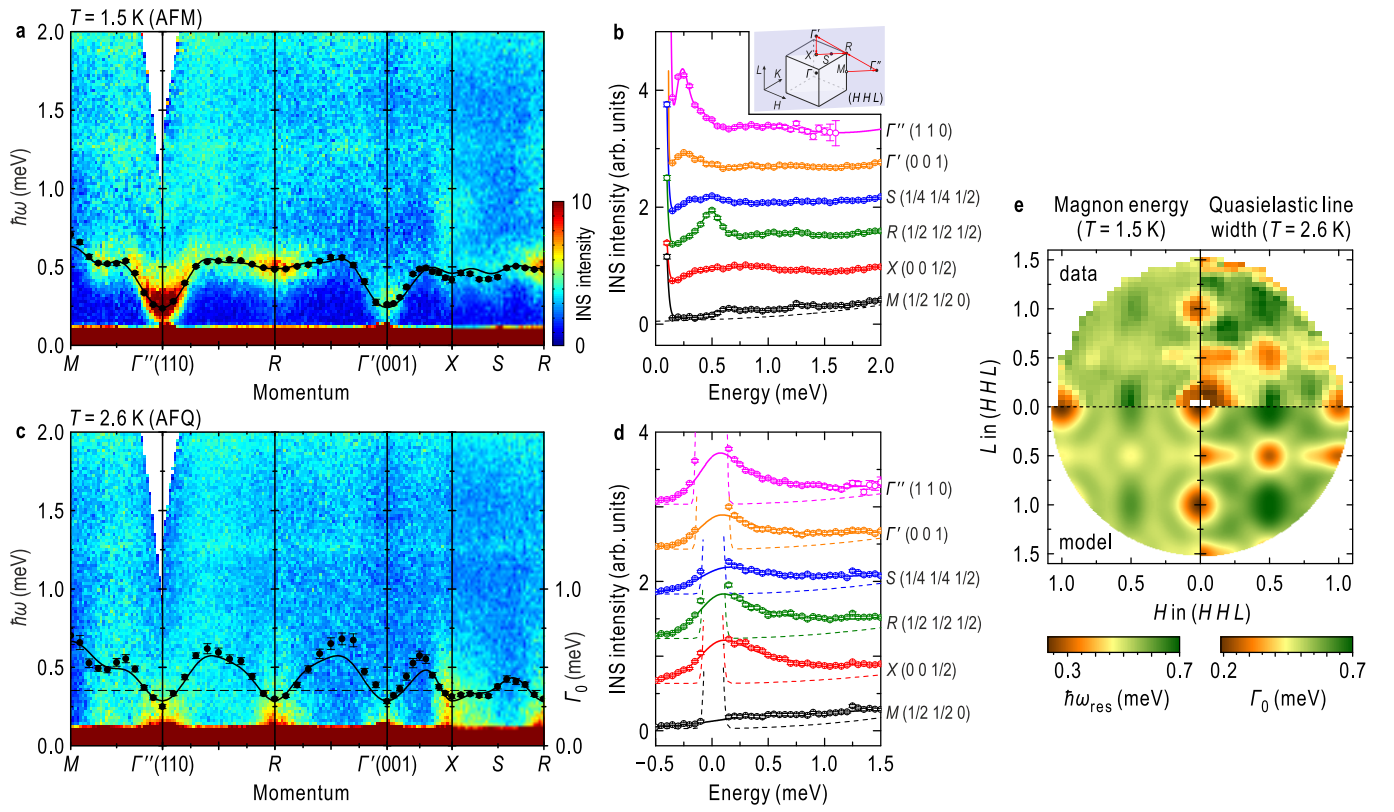 a T = 1.5 K (AFM)
2.0
1.5
1.0
0.5
0.0
ħω (meV)
M Γ″(110) R Γ′(001) X S R
Momentum
10
0
INS intensity
b
4
2
0
INS intensity (arb. units)
Γ′
R
X
S
Γ
M
Γ″
L
K
H
(H H L)
Γ″ (1 1 0)
Γ′ (0 0 1)
S (1/4 1/4 1/2)
R (1/2 1/2 1/2)
X (0 0 1/2)
M (1/2 1/2 0)
0.0 0.5 1.0 1.5 2.0
Energy (meV)
c T = 2.6 K (AFQ)
2.0
1.5
1.0
0.5
0.0
ħω (meV)
1.0
0.0
Γ0 (meV)
M Γ″(110) R Γ′(001) X S R
Momentum
d
4
2
0
INS intensity (arb. units)
Γ″ (1 1 0)
Γ′ (0 0 1)
S (1/4 1/4 1/2)
R (1/2 1/2 1/2)
X (0 0 1/2)
M (1/2 1/2 0)
−0.5 0.0 0.5 1.0 1.5
Energy (meV)
e
Magnon energy
(T = 1.5 K)
Quasielastic line
width (T = 2.6 K)
data
model
1.5
1.0
0.5
0.0
0.5
1.0
1.5
L in (H H L)
1.0 0.5 0.0 0.5 1.0
H in (H H L)
0.3 0.7
ħωres (meV)
0.2 0.7
Γ0 (meV)